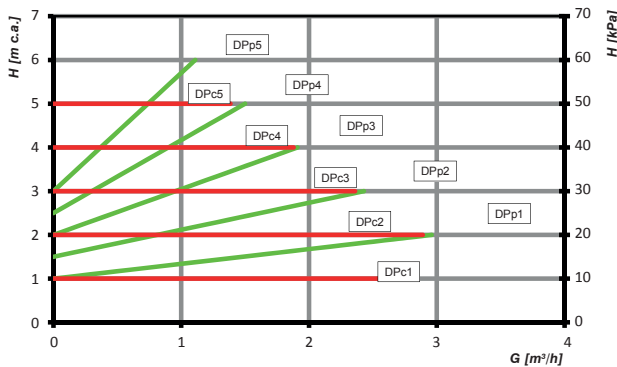 H [m c.a.]
H [kPa]
7
6
5
4
3
2
1
0
70
60
50
40
30
20
10
0
DPp5
DPc5
DPp4
DPc4
DPp3
DPc3
DPp2
DPc2
DPp1
DPc1
0 1 2 3 4
G [m³/h]